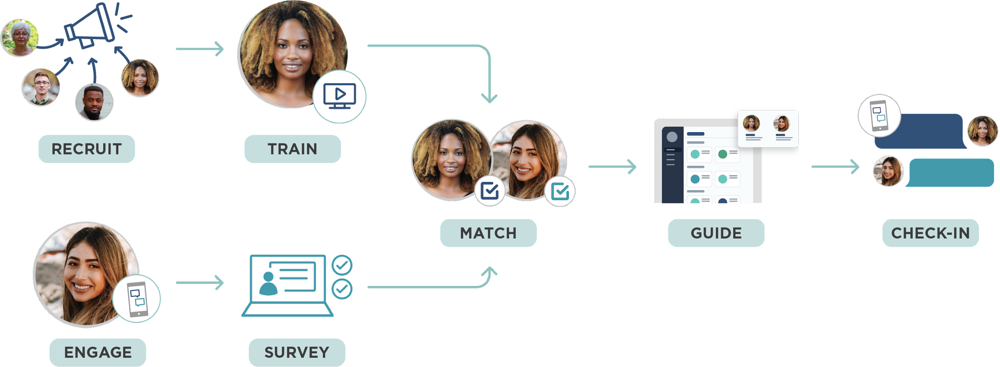 RECRUIT
TRAIN
MATCH
GUIDE
CHECK-IN
ENGAGE
SURVEY